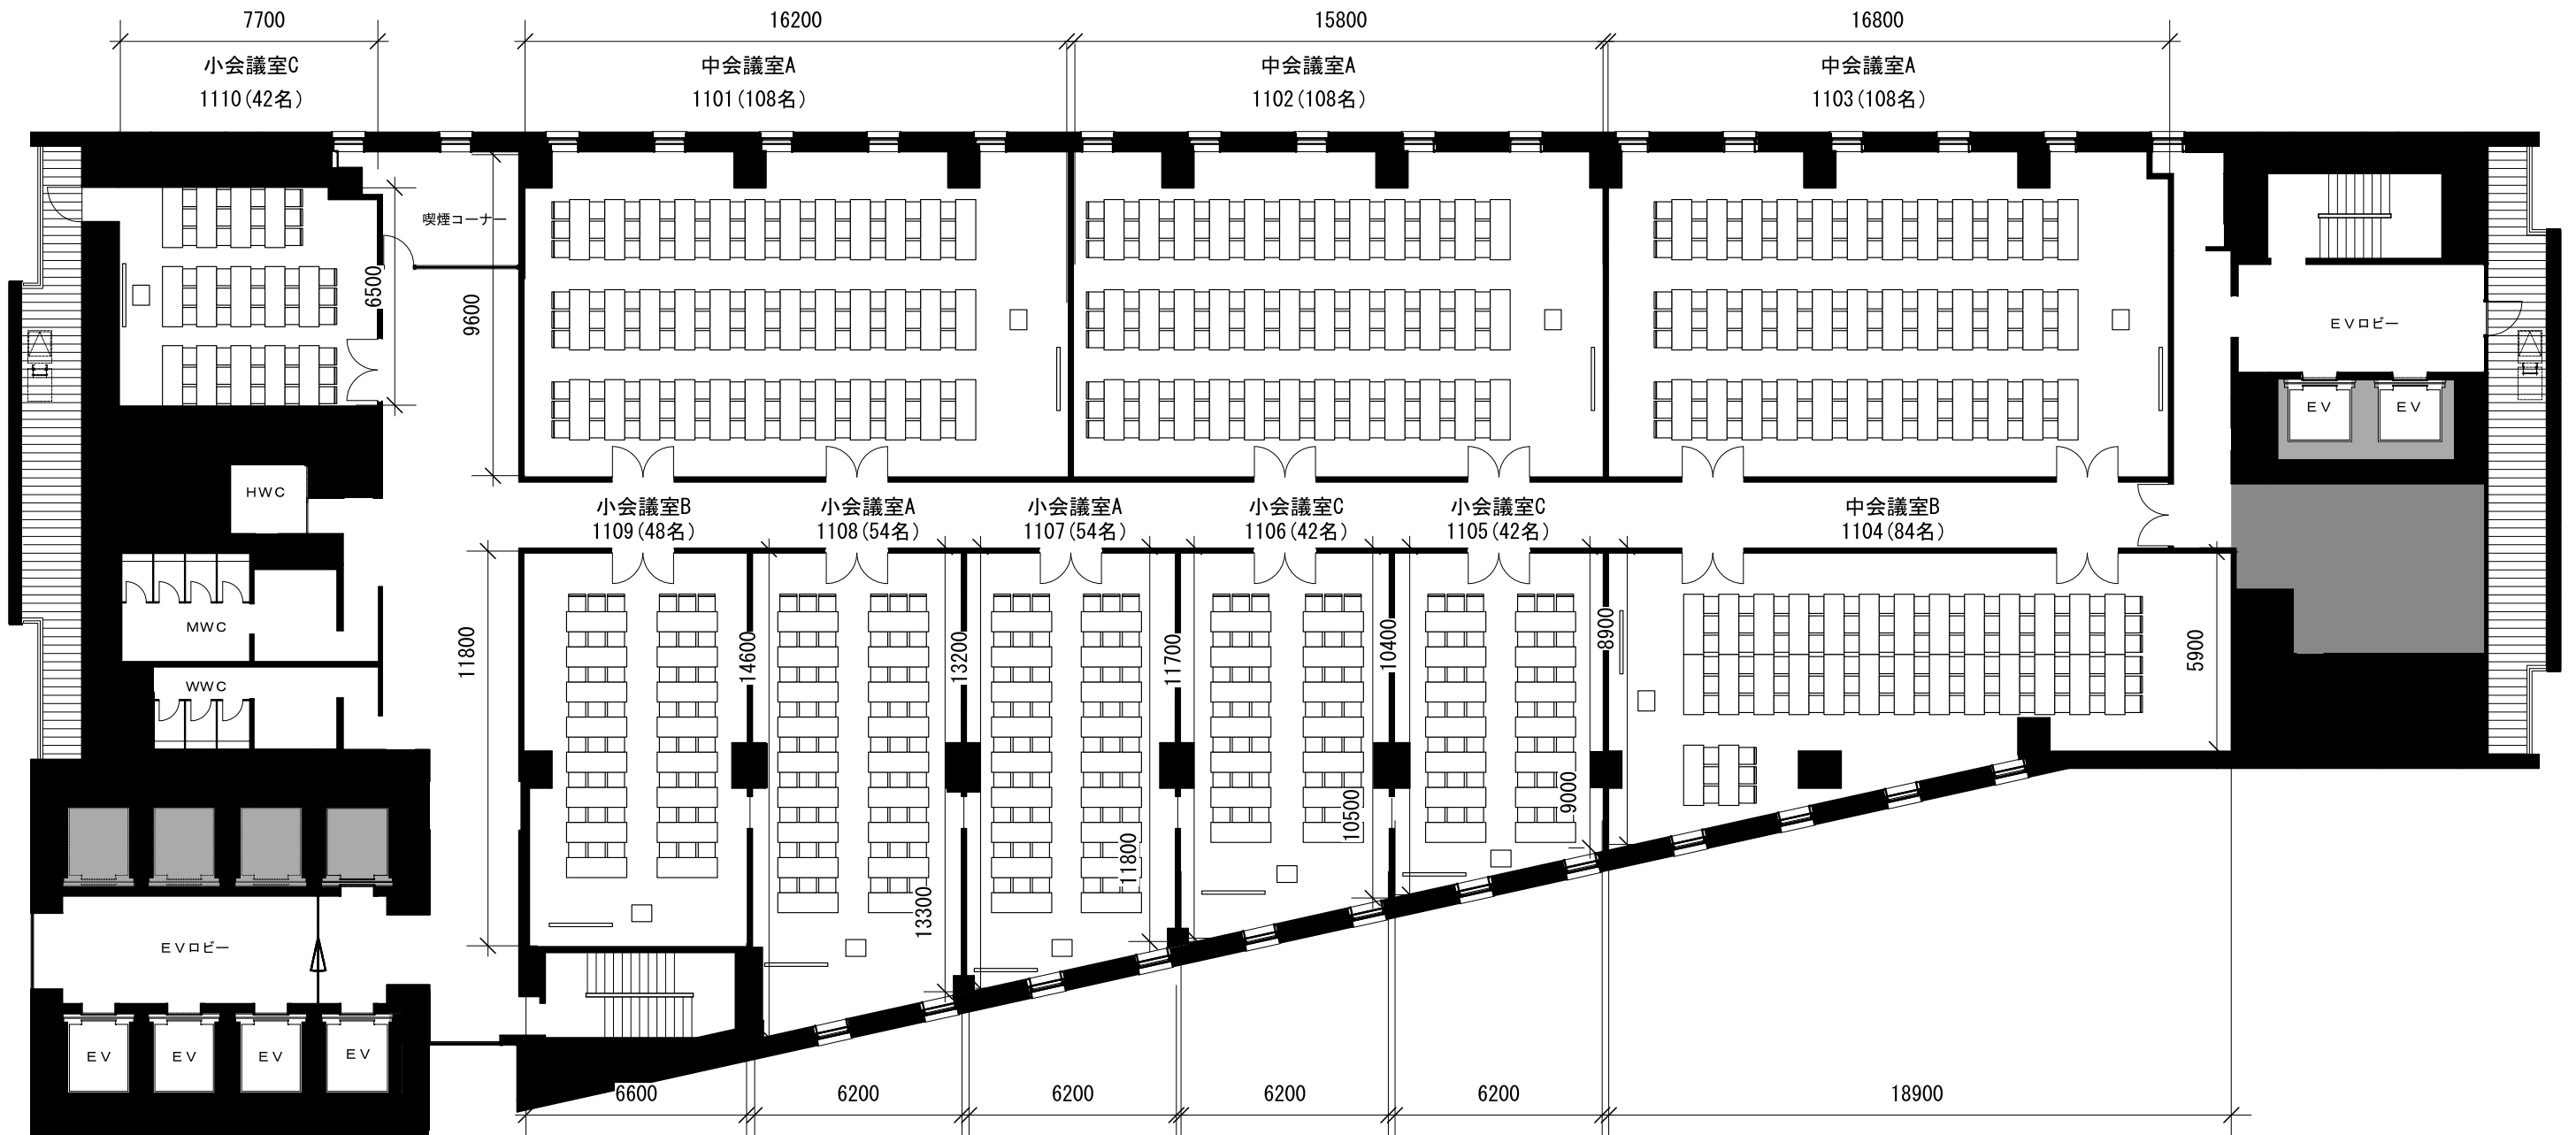 7700
16200
15800
16800
小会議室C
1110(42名)
中会議室A
1101(108名)
中会議室A
1102(108名)
中会議室A
1103(108名)
喫煙コーナー
6500
9600
EVロビー
EV
EV
HWC
MWC
WWC
小会議室B
1109(48名)
小会議室A
1108(54名)
小会議室A
1107(54名)
小会議室C
1106(42名)
小会議室C
1105(42名)
中会議室B
1104(84名)
11800
14600
13200
11700
10400
8900
5900
13300
11800
10500
9000
EVロビー
EV
EV
EV
EV
6600
6200
6200
6200
6200
18900